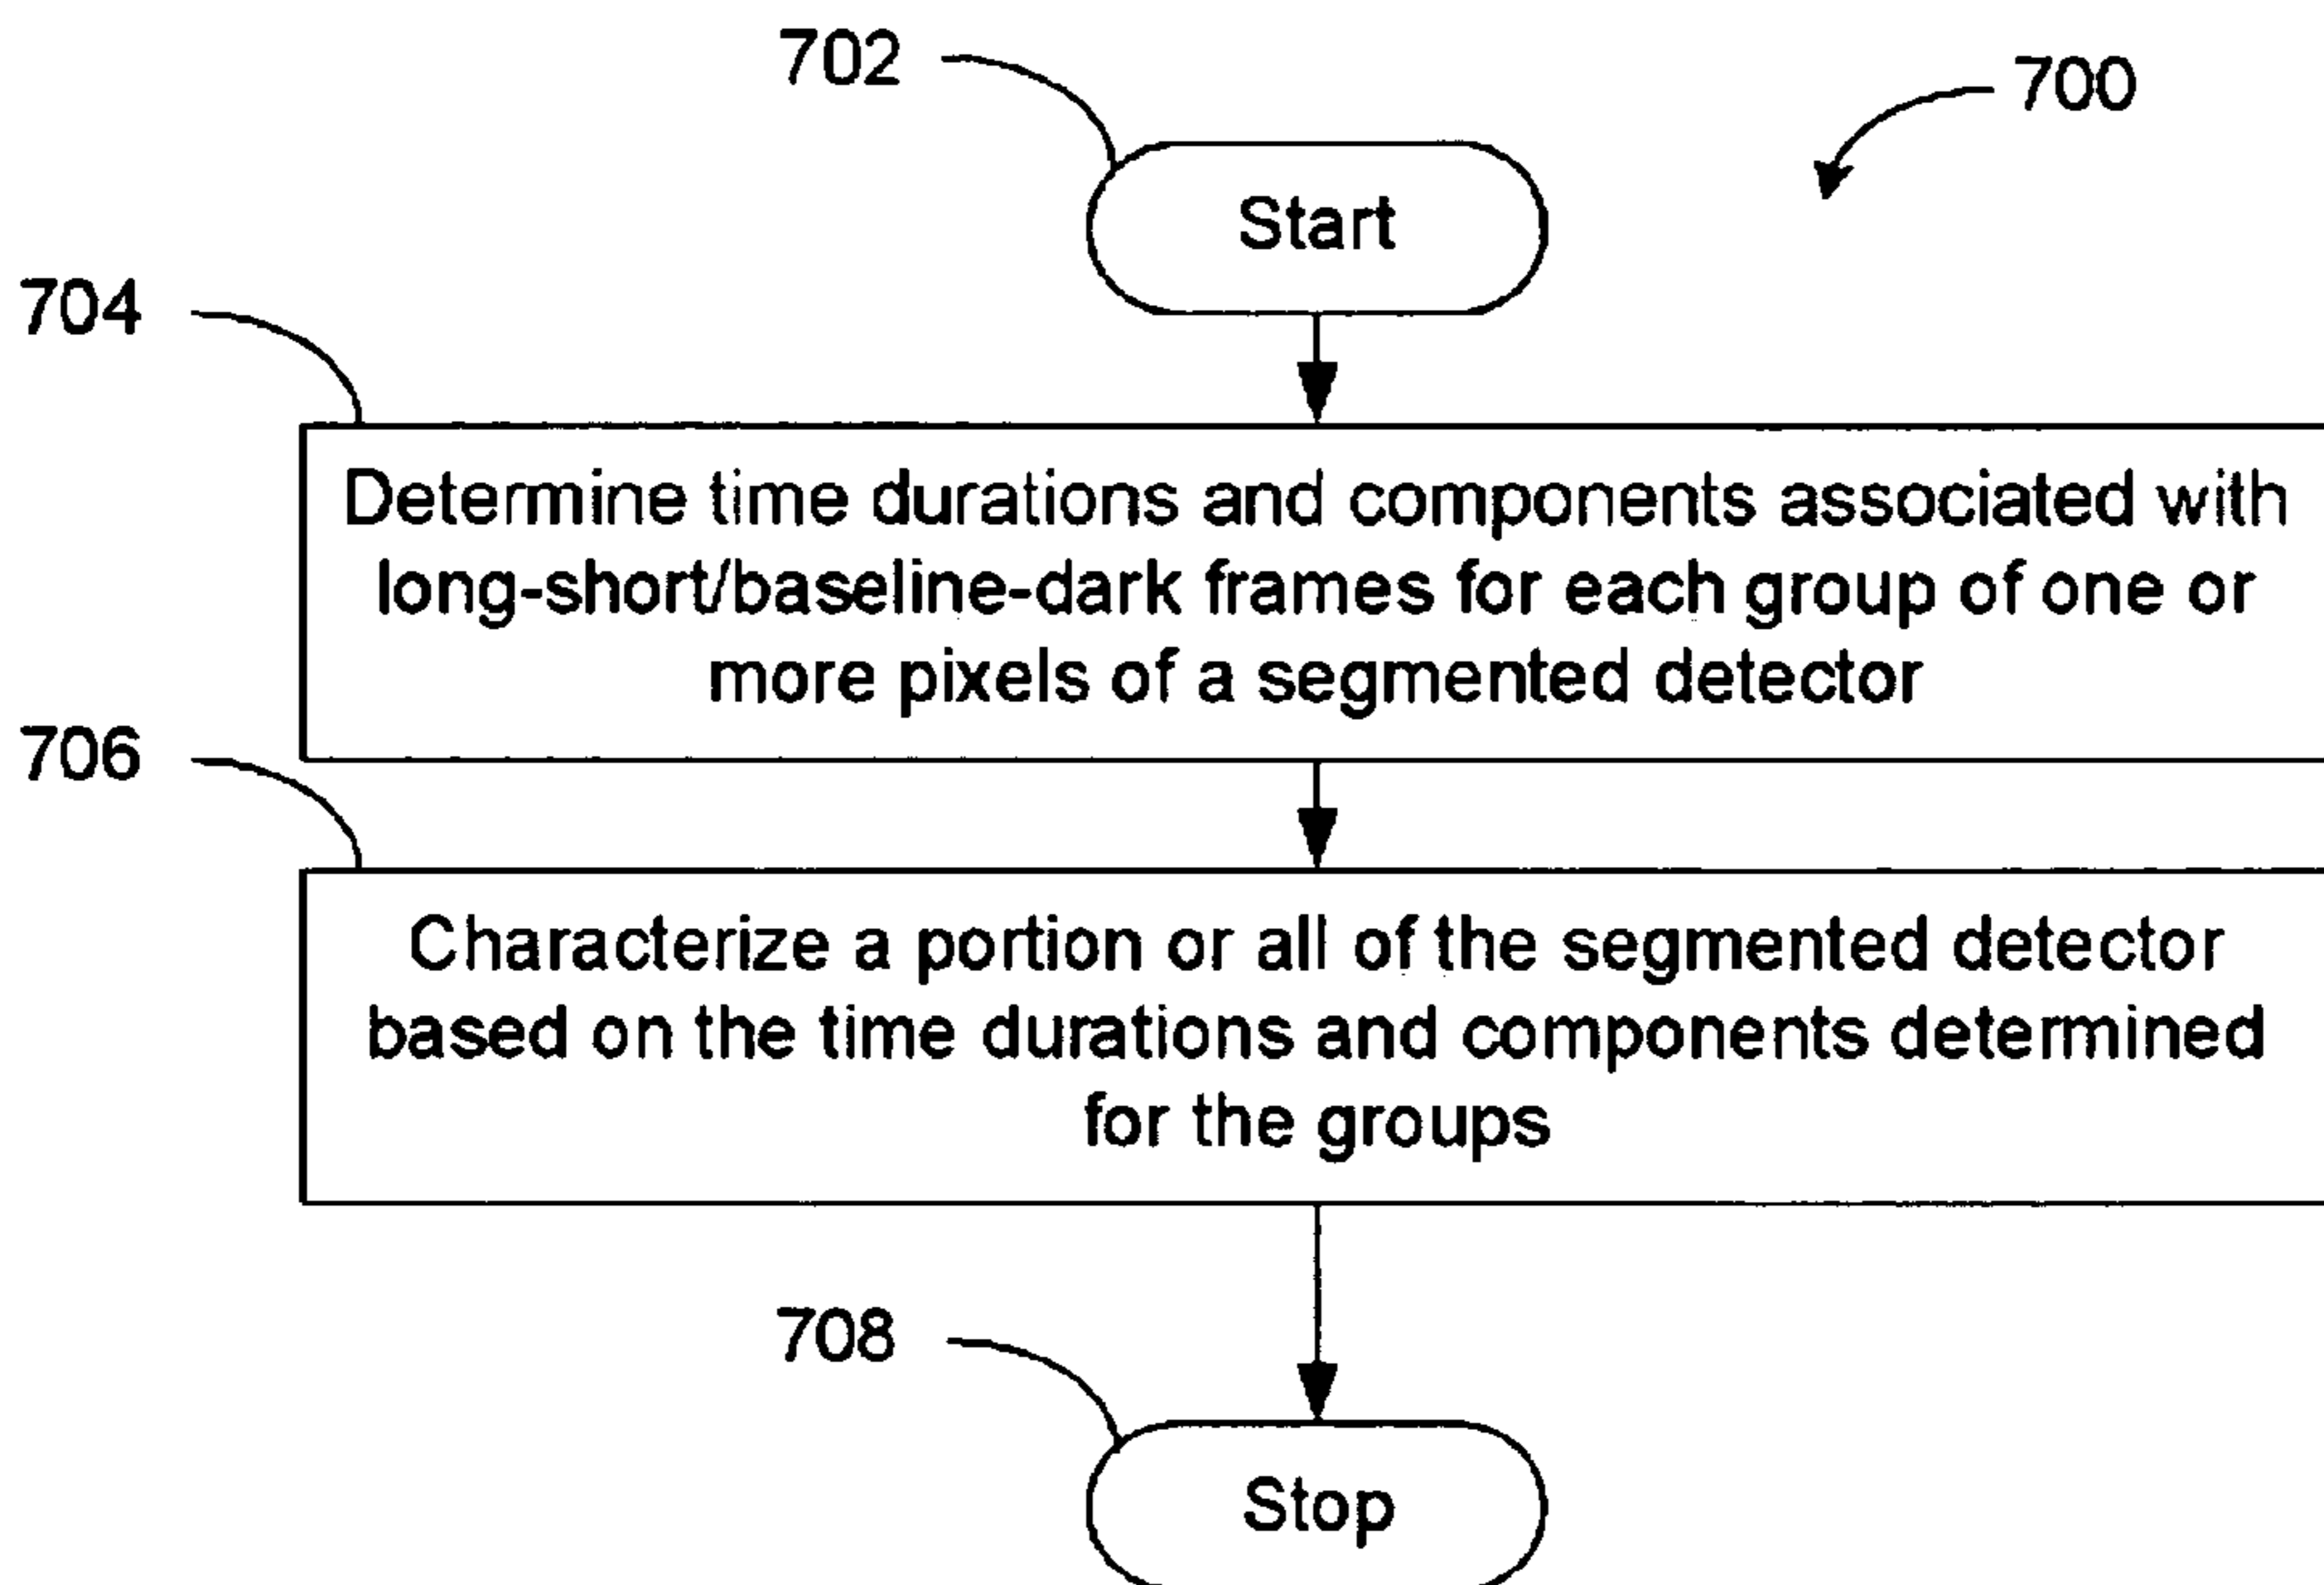 702
700
Start
704
Determine time durations and components associated with
long-short/baseline-dark frames for each group of one or
more pixels of a segmented detector
706
Characterize a portion or all of the segmented detector
based on the time durations and components determined
for the groups
708
Stop